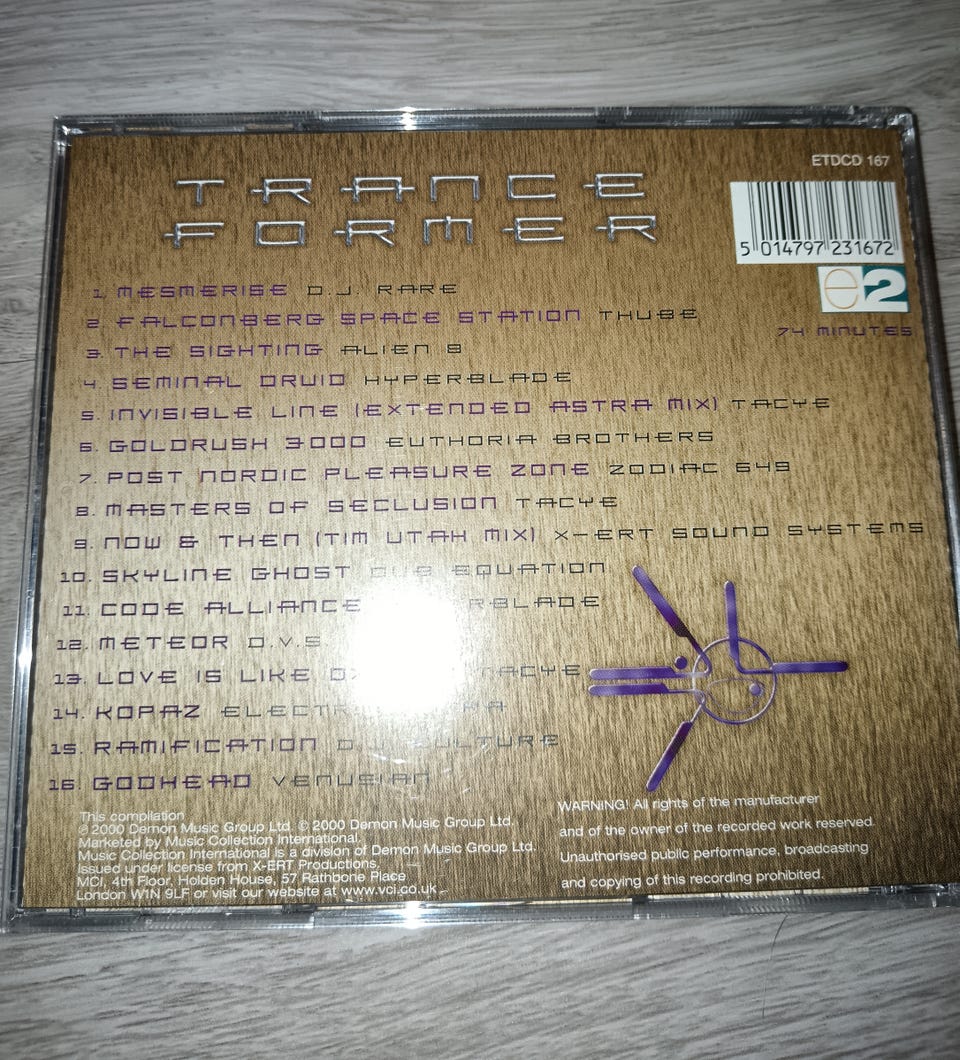 TRANCE
FORMER
ETDCD 167
5 014797 231672
e2
74 MINUTES
1. MESMERISE D.J. RARE
2. FALCONBERG SPACE STATION THUBE
3. THE SIGHTING ALIEN 8
4. SEMINAL DRUID HYPERBLADE
5. INVISIBLE LINE (EXTENDED ASTRA MIX) TACYE
6. GOLDRUSH 3000 EUTHORIA BROTHERS
7. POST NORDIC PLEASURE ZONE ZODIAC 649
8. MASTERS OF SECLUSION TACYE
9. NOW & THEN (TIM UTAH MIX) X-ERT SOUND SYSTEMS
10. SKYLINE GHOST DUB EQUATION
11. CODE ALLIANCE
12. METEOR D.V.S
13. LOVE IS LIKE TACYE
14. KOPAZ
15. RAMIFICATION D.J. CULTURE
16. GODHEAD VENUSIAN
This compilation
℗ 2000 Demon Music Group Ltd. © 2000 Demon Music Group Ltd.
Marketed by Music Collection International.
Music Collection International is a division of Demon Music Group Ltd.
Issued under license from X-ERT Productions.
MCI, 4th Floor, Holden House, 57 Rathbone Place
London W1N 9LF or visit our website at www.vci.co.uk
WARNING! All rights of the manufacturer
and of the owner of the recorded work reserved.
Unauthorised public performance, broadcasting
and copying of this recording prohibited.